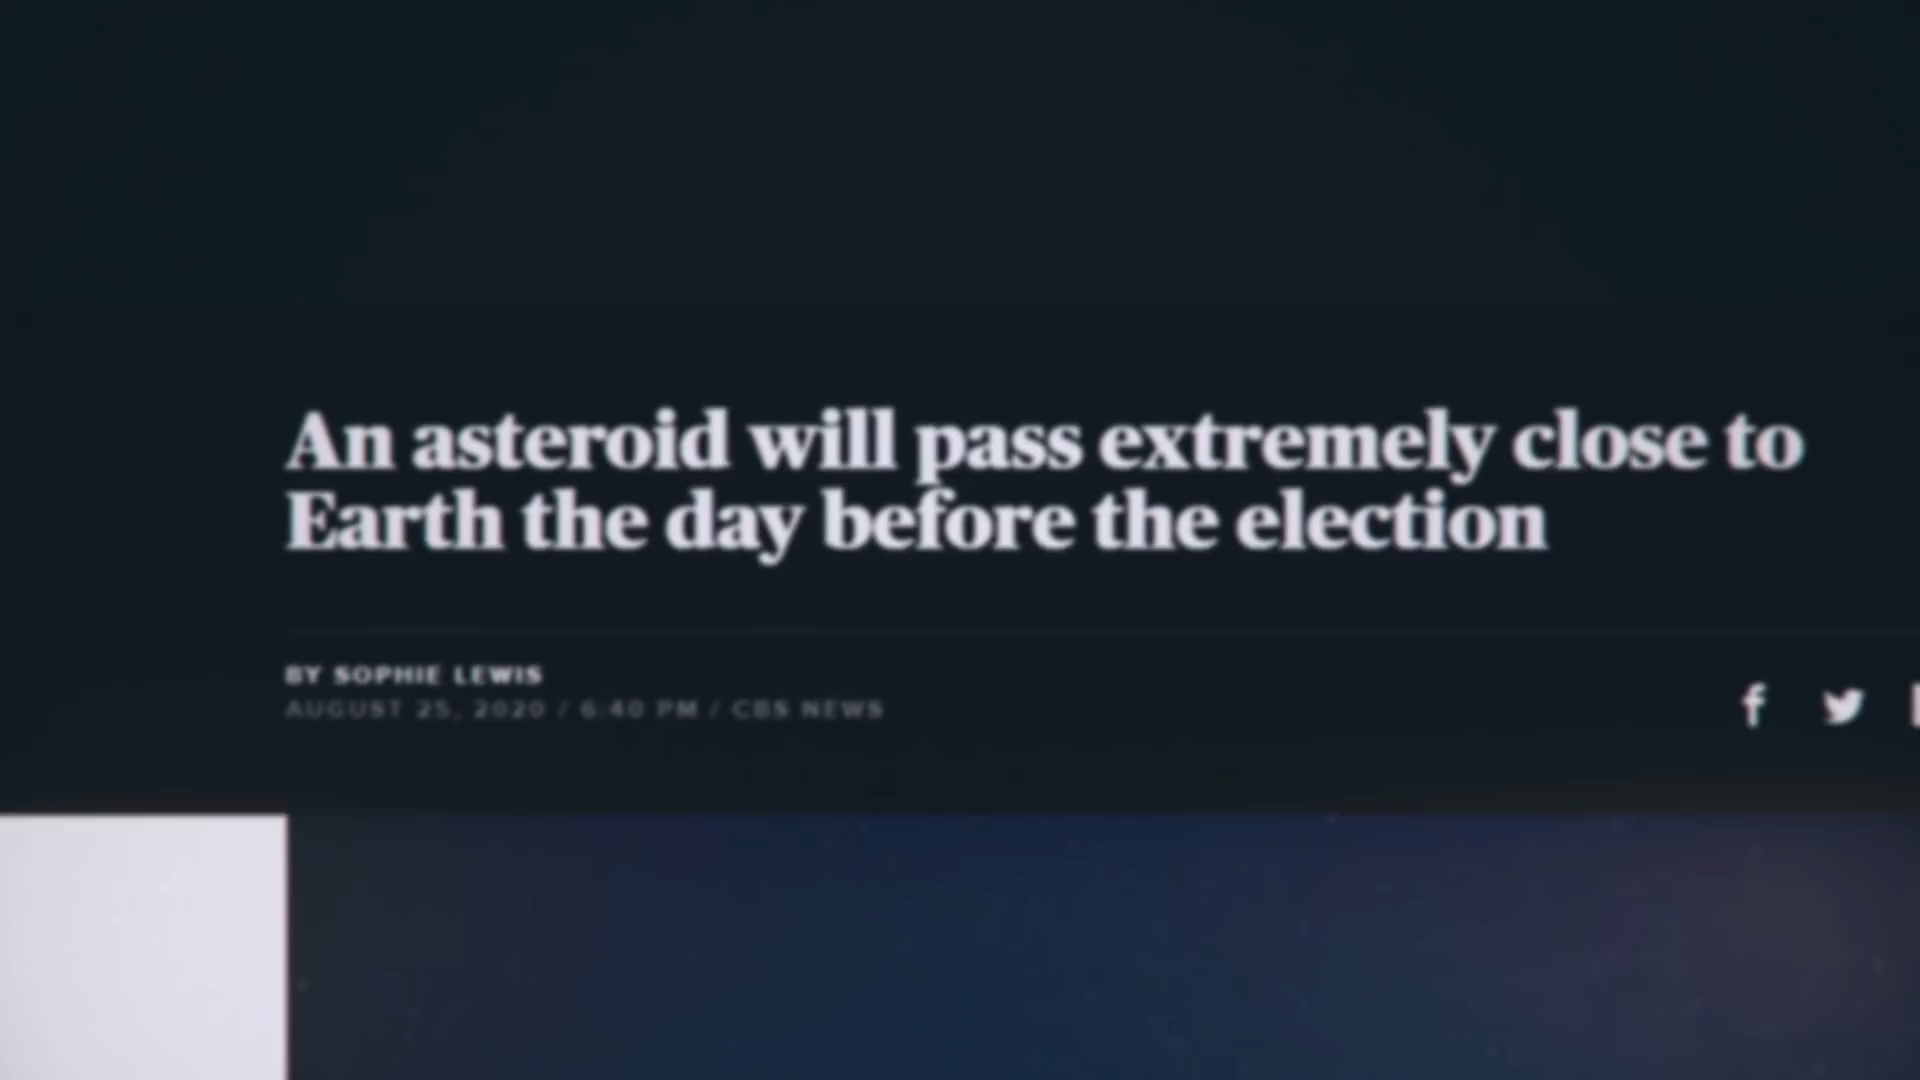 An asteroid will pass extremely close to
Earth the day before the election
BY SOPHIE LEWIS
AUGUST 25, 2020 / 6:40 PM / CBS NEWS